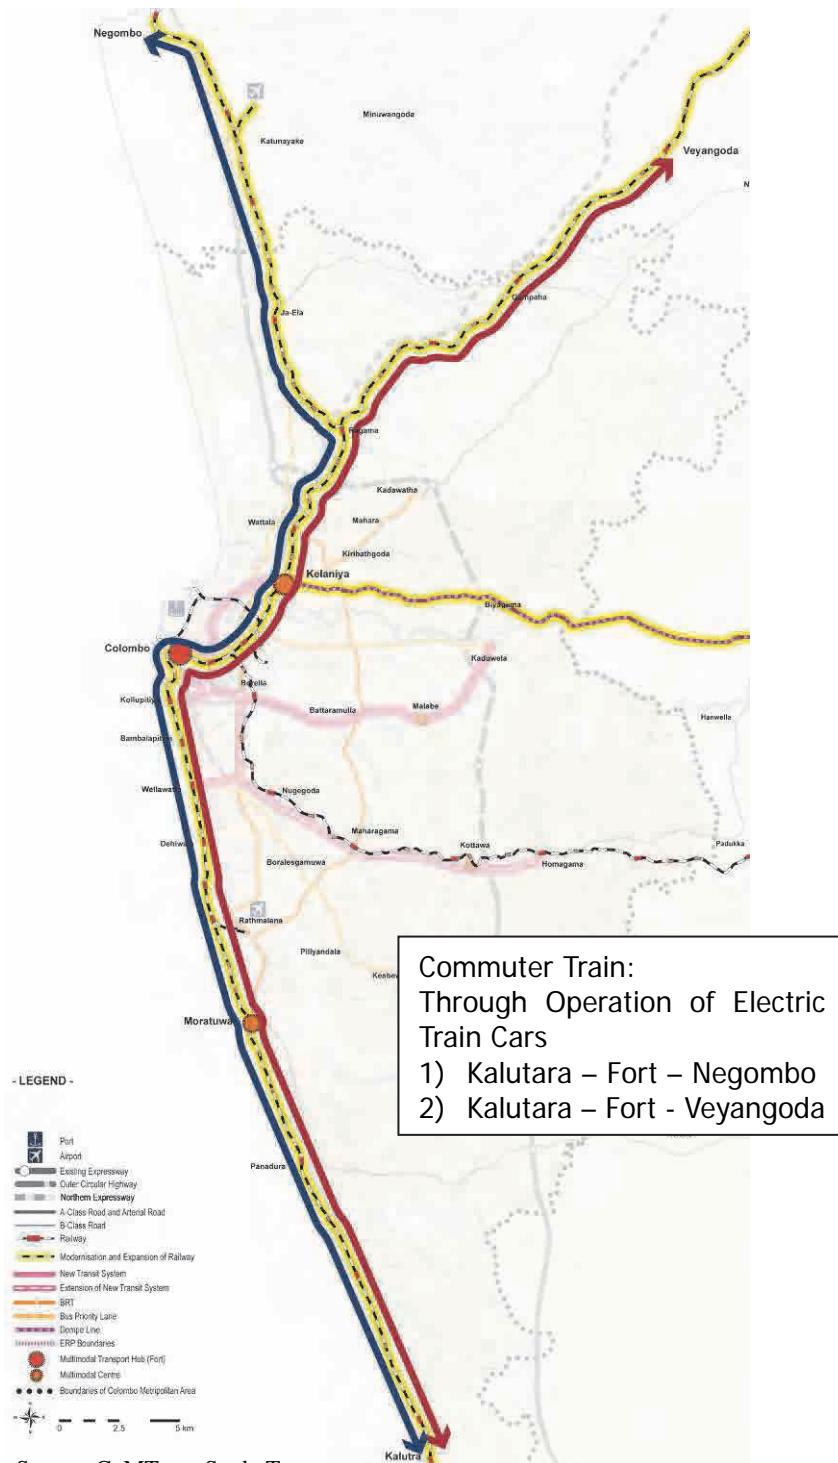 Negombo
Minuwangoda
Katunayake
Veyangoda
N
Gampaha
Ja-Ela
Ragama
Kadawatha
Wattala
Mahara
Kiribathgoda
Kelaniya
Biyagama
Colombo
Kaduwela
Borella
Kollupitiya
Battaramulla
Malabe
Hanwella
Bambalapitiya
Wellawatta
Nugegoda
Maharagama
Dehiwala
Kottawa
Padukka
Boralesgamuwa
Homagama
Rathmalana
Piliyandala
Kesbew
Commuter Train:
Through Operation of Electric
Train Cars
1) Kalutara – Fort – Negombo
2) Kalutara – Fort - Veyangoda
Moratuwa
Panadura
- LEGEND -
Port
Airport
Existing Expressway
Outer Circular Highway
Northern Expressway
A-Class Road and Arterial Road
B-Class Road
Railway
Modernisation and Expansion of Railway
New Transit System
Extension of New Transit System
BRT
Bus Priority Lane
Dompe Line
ERP Boundaries
Multimodal Transport Hub (Fort)
Multimodal Centre
Boundaries of Colombo Metropolitan Area
0 2.5 5 km
Kalutra